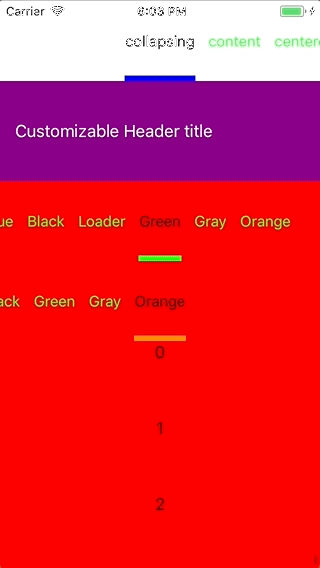 Carrier 6:03 PM
collapsing content center
Customizable Header title
ue Black Loader Green Gray Orange
ack Green Gray Orange
0
1
2